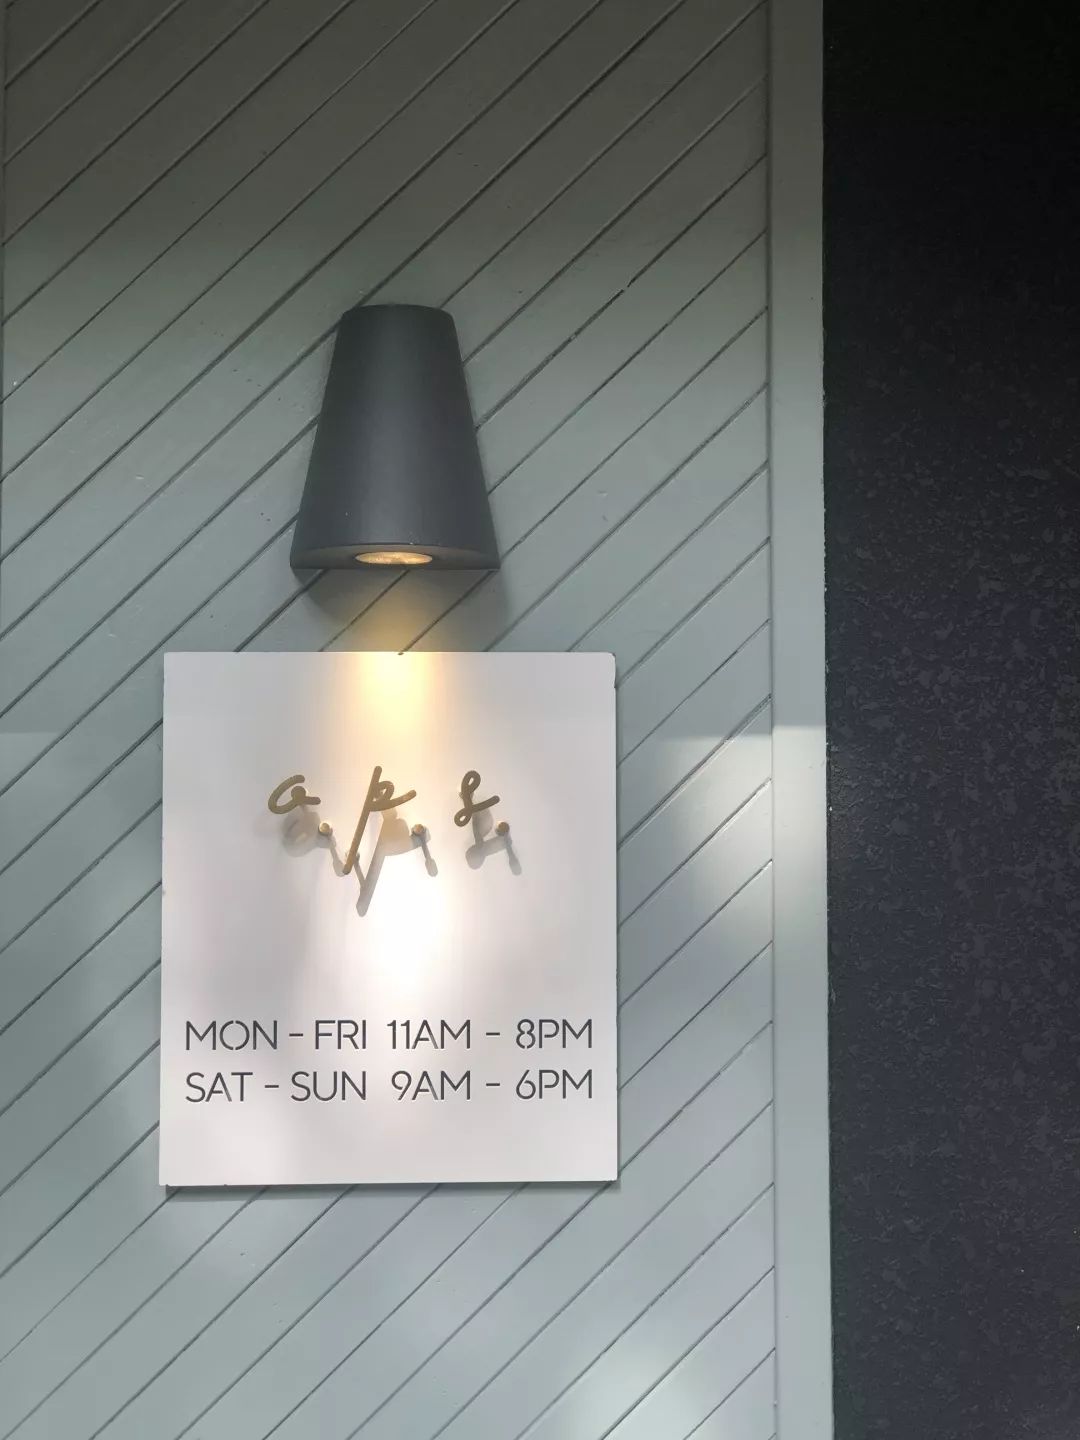 a.p.s.
MON - FRI 11AM - 8PM
SAT - SUN 9AM - 6PM